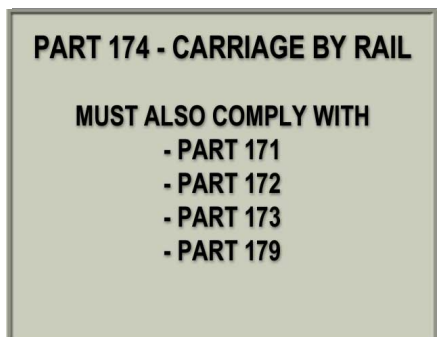 PART 174 - CARRIAGE BY RAIL
MUST ALSO COMPLY WITH
- PART 171
- PART 172
- PART 173
- PART 179